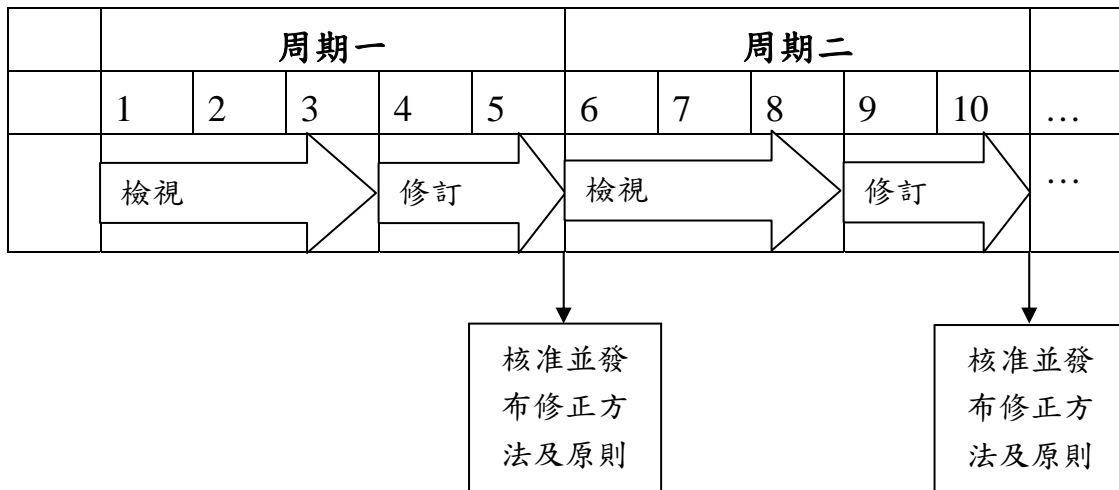 周期一 周期二
1 2 3 4 5 6 7 8 9 10 …
檢視 修訂 檢視 修訂 …
核准並發
布修正方
法及原則
核准並發
布修正方
法及原則